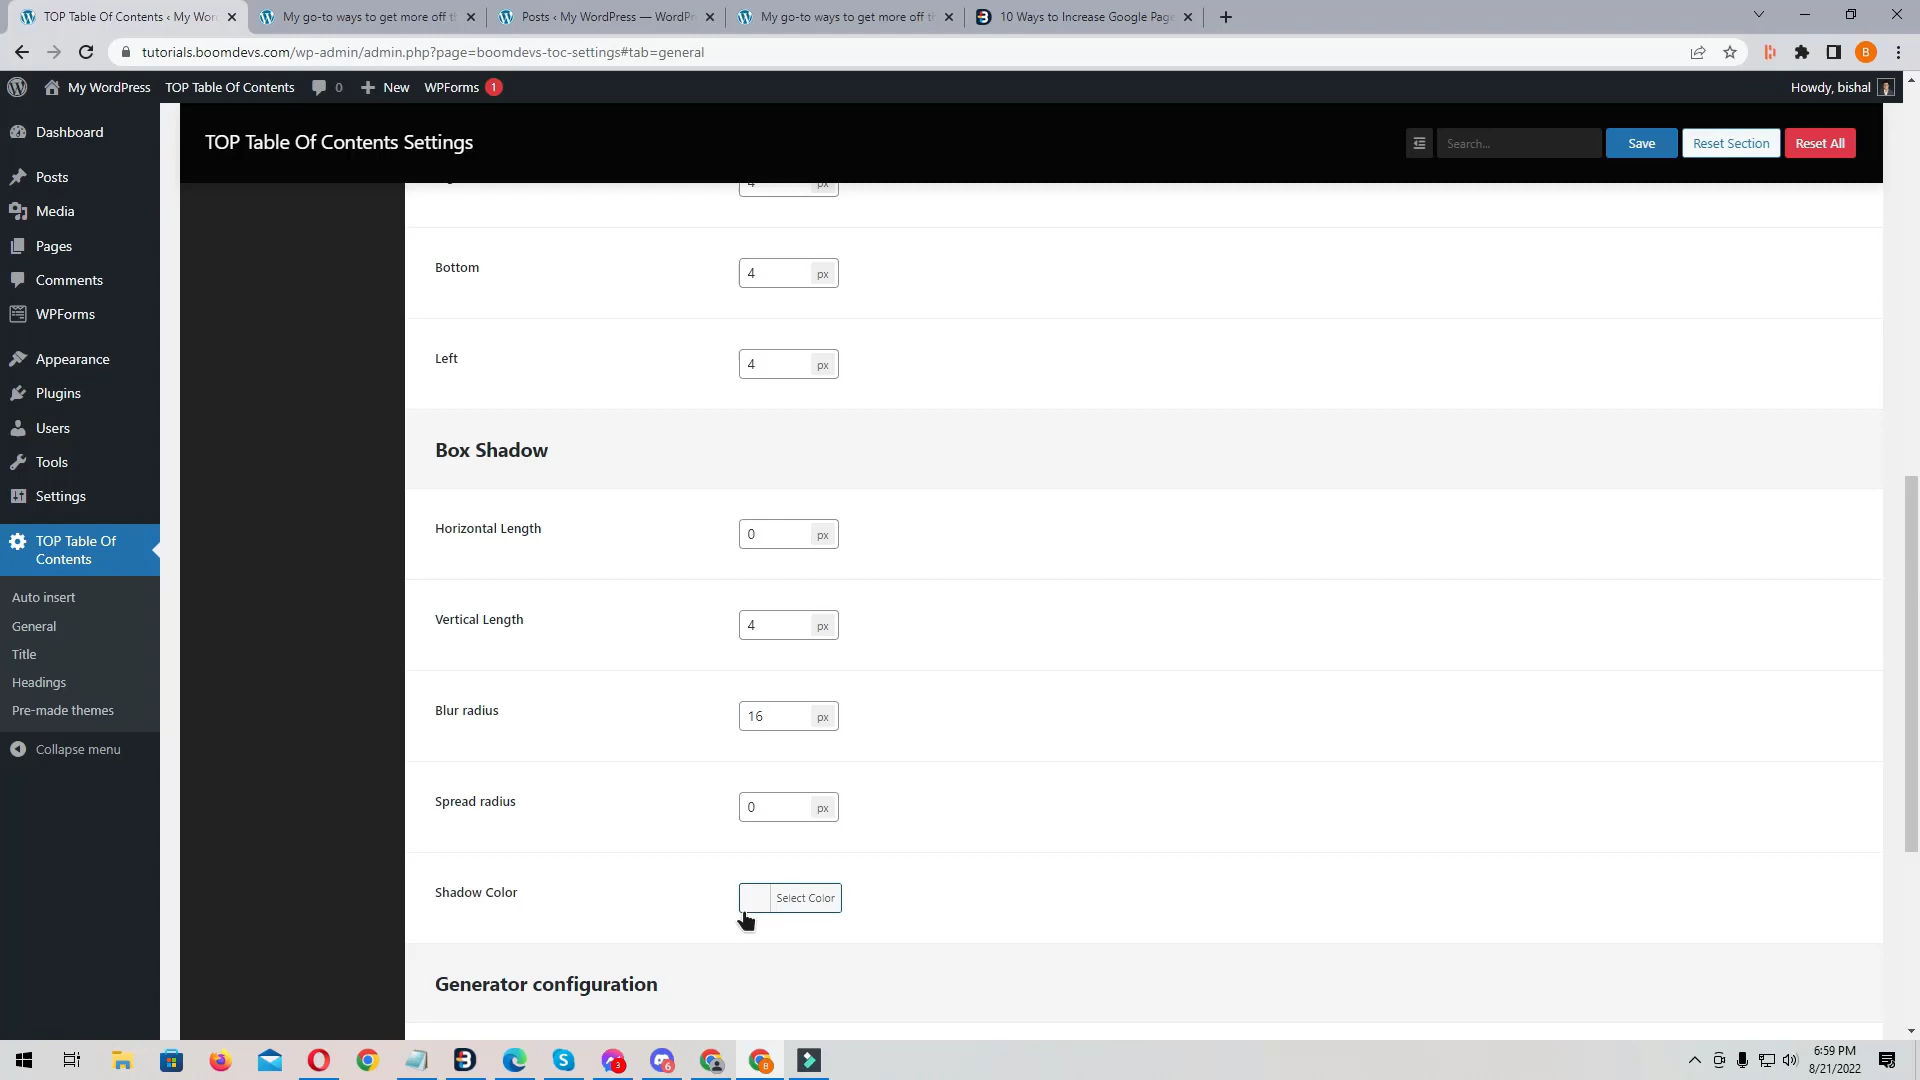 TOP Table Of Contents ‹ My Wor
My go-to ways to get more off th
Posts ‹ My WordPress — WordPr
My go-to ways to get more off th
10 Ways to Increase Google Page
tutorials.boomdevs.com/wp-admin/admin.php?page=boomdevs-toc-settings#tab=general
B
My WordPress
TOP Table Of Contents
0
New
WPForms
1
Howdy, bishal
Dashboard
Posts
Media
Pages
Comments
WPForms
Appearance
Plugins
Users
Tools
Settings
TOP Table Of
Contents
Auto insert
General
Title
Headings
Pre-made themes
Collapse menu
TOP Table Of Contents Settings
Search...
Save
Reset Section
Reset All
4 px
Bottom
4 px
Left
4 px
Box Shadow
Horizontal Length
0 px
Vertical Length
4 px
Blur radius
16 px
Spread radius
0 px
Shadow Color
Select Color
Generator configuration
3
6
B
6:59 PM
8/21/2022